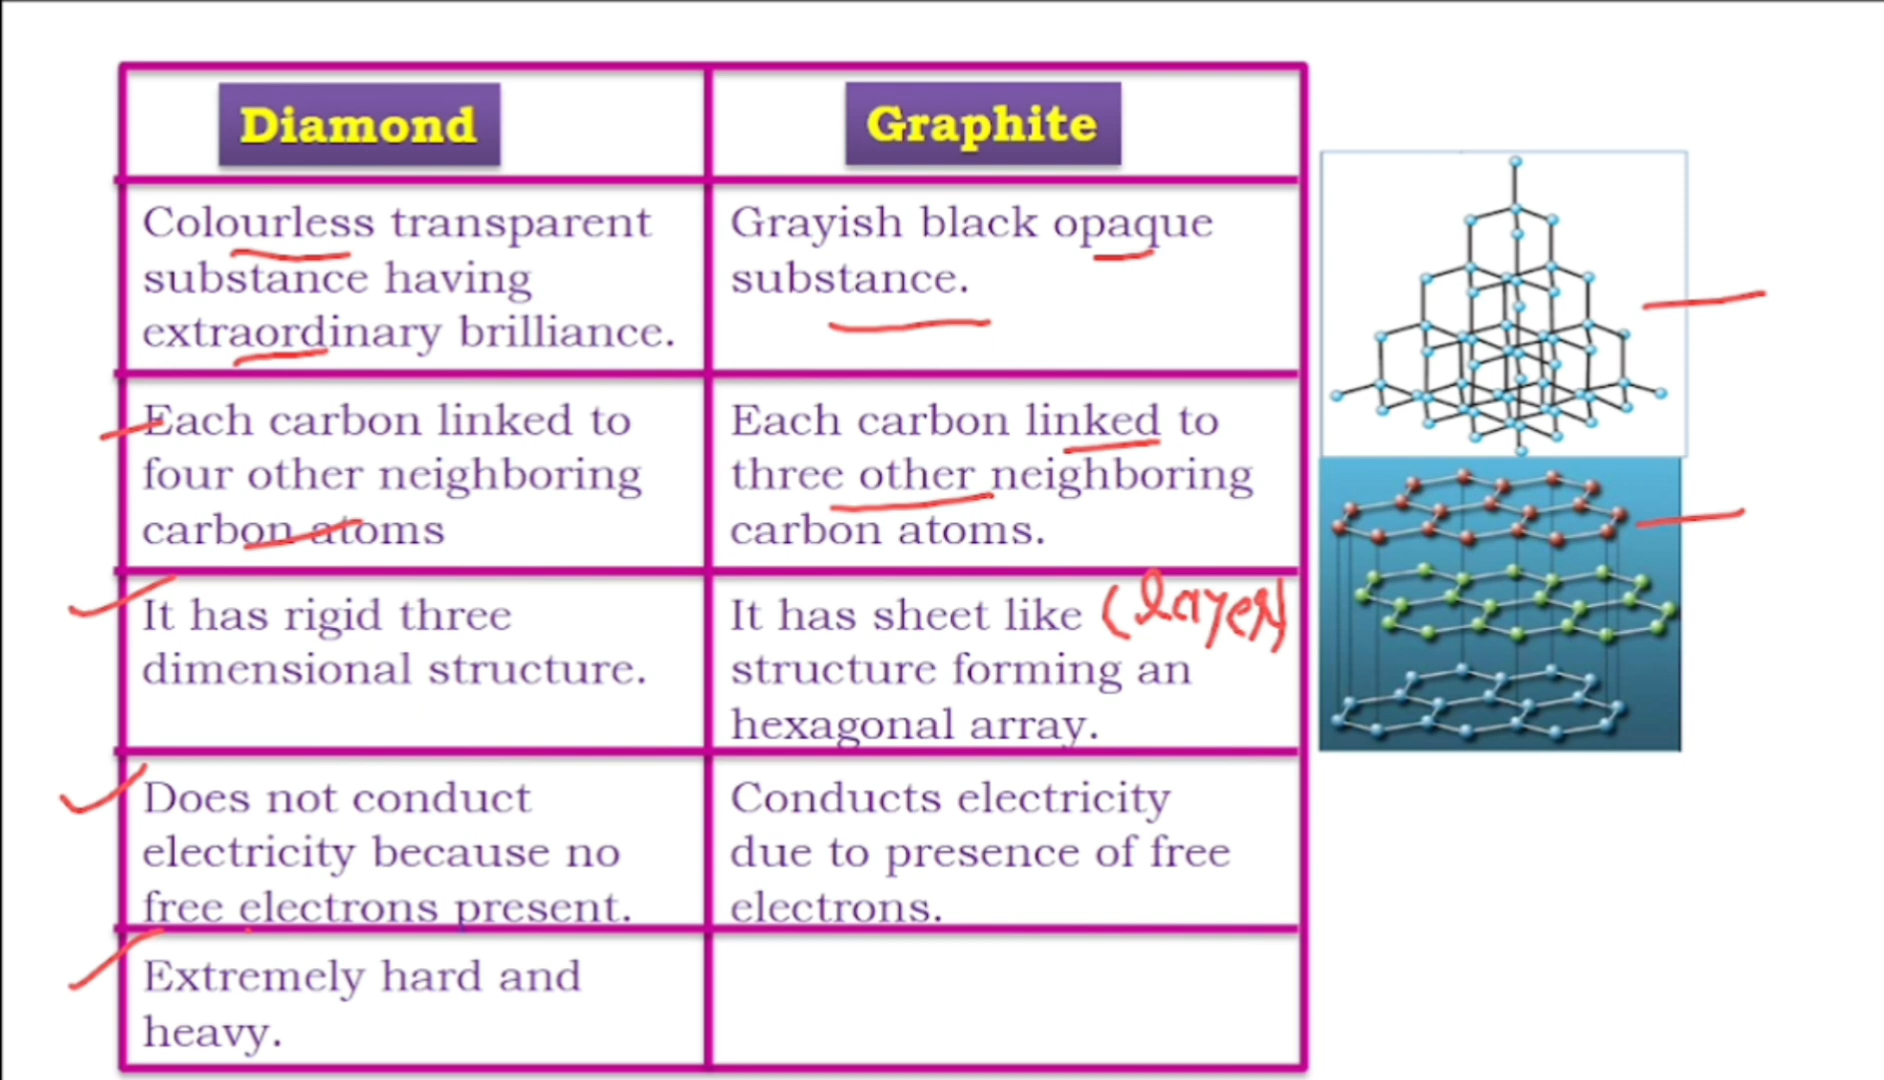 Diamond
Graphite
Colourless transparent
substance having
extraordinary brilliance.
Grayish black opaque
substance.
Each carbon linked to
four other neighboring
carbon atoms
Each carbon linked to
three other neighboring
carbon atoms.
It has rigid three
dimensional structure.
It has sheet like (layer)
structure forming an
hexagonal array.
Does not conduct
electricity because no
free electrons present.
Conducts electricity
due to presence of free
electrons.
Extremely hard and
heavy.